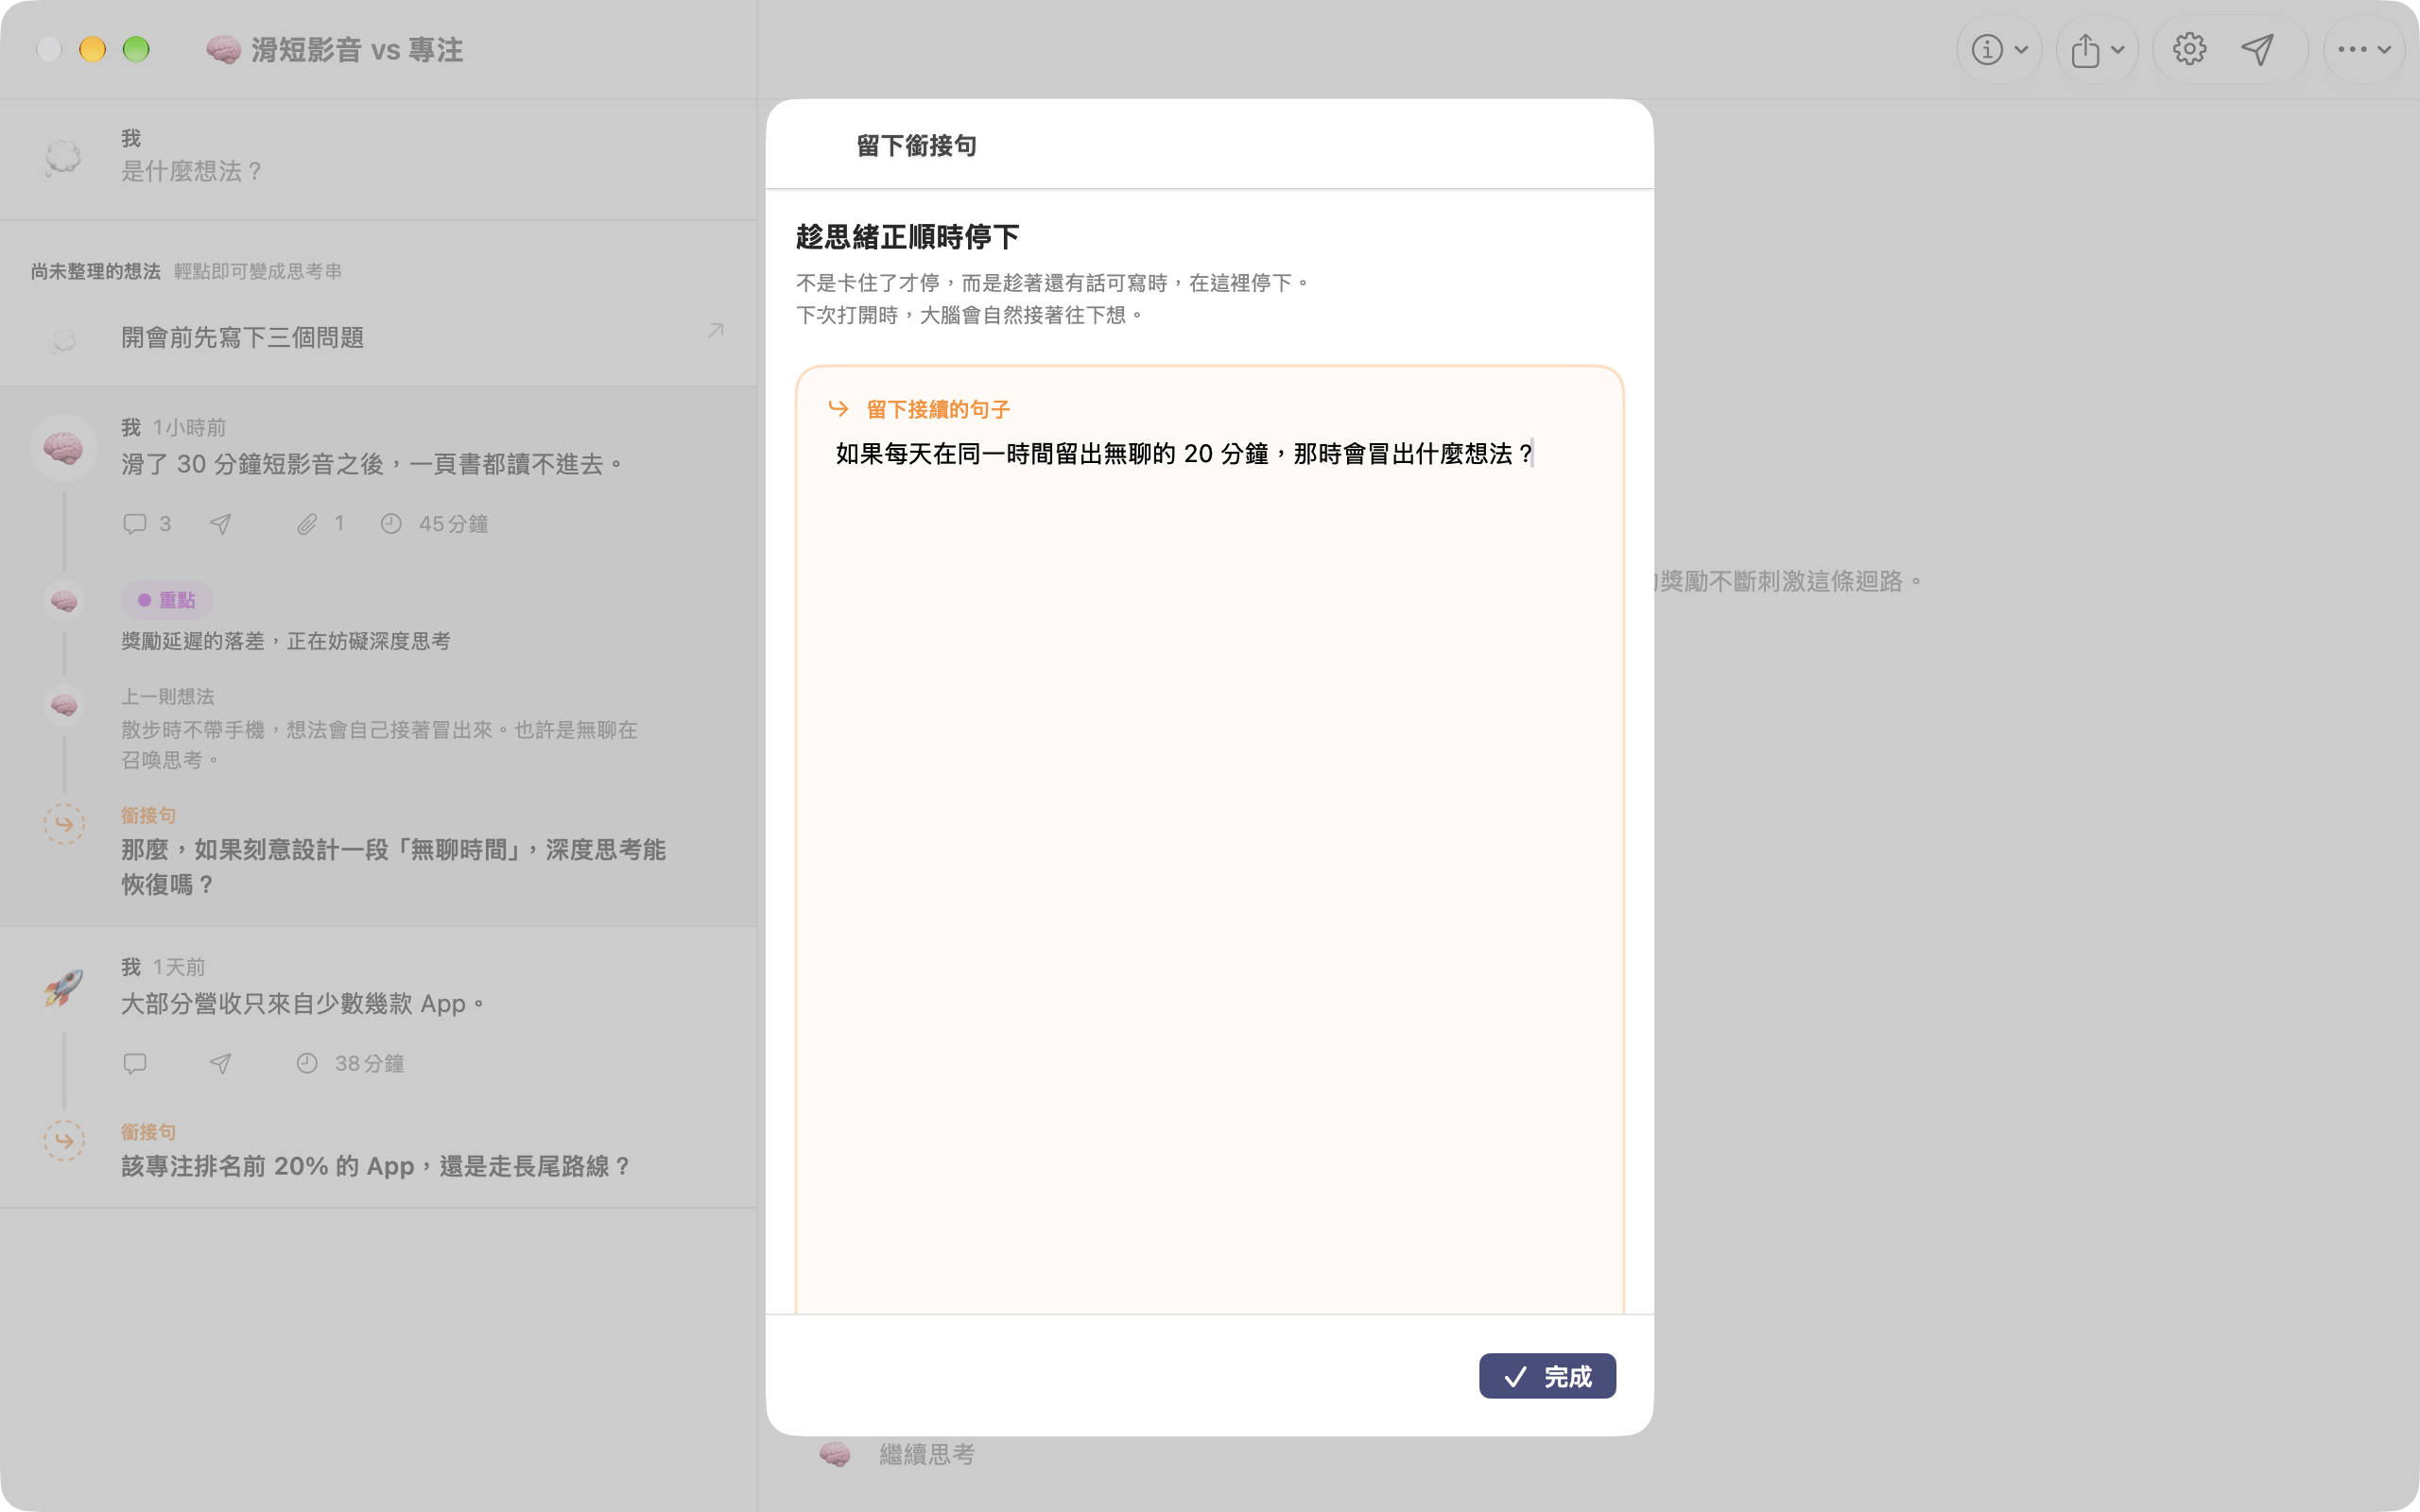 🧠 滑短影音 vs 專注
我
是什麼想法？
尚未整理的想法 輕點即可變成思考串
開會前先寫下三個問題
我 1小時前
滑了 30 分鐘短影音之後，一頁書都讀不進去。
3 1 45分鐘
重點
獎勵延遲的落差，正在妨礙深度思考
上一則想法
散步時不帶手機，想法會自己接著冒出來。也許是無聊在
召喚思考。
銜接句
那麼，如果刻意設計一段「無聊時間」，深度思考能
恢復嗎？
我 1天前
大部分營收只來自少數幾款 App。
38分鐘
銜接句
該專注排名前 20% 的 App，還是走長尾路線？
留下銜接句
趁思緒正順時停下
不是卡住了才停，而是趁著還有話可寫時，在這裡停下。
下次打開時，大腦會自然接著往下想。
留下接續的句子
如果每天在同一時間留出無聊的 20 分鐘，那時會冒出什麼想法？
完成
獎勵不斷刺激這條迴路。
繼續思考